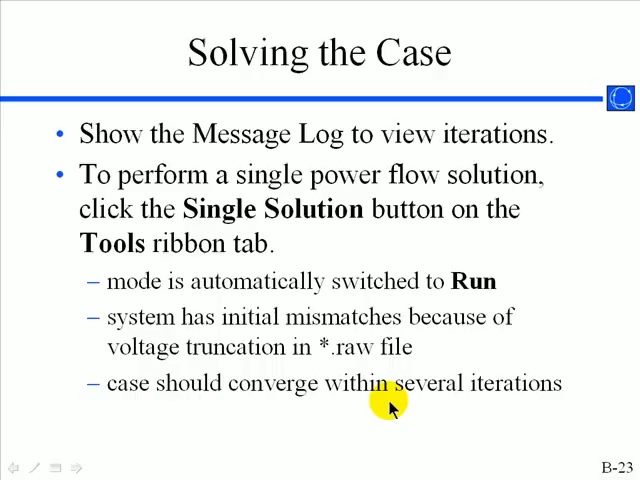 Solving the Case
• Show the Message Log to view iterations.
• To perform a single power flow solution,
click the Single Solution button on the
Tools ribbon tab.
– mode is automatically switched to Run
– system has initial mismatches because of
voltage truncation in *.raw file
– case should converge within several iterations
B-23